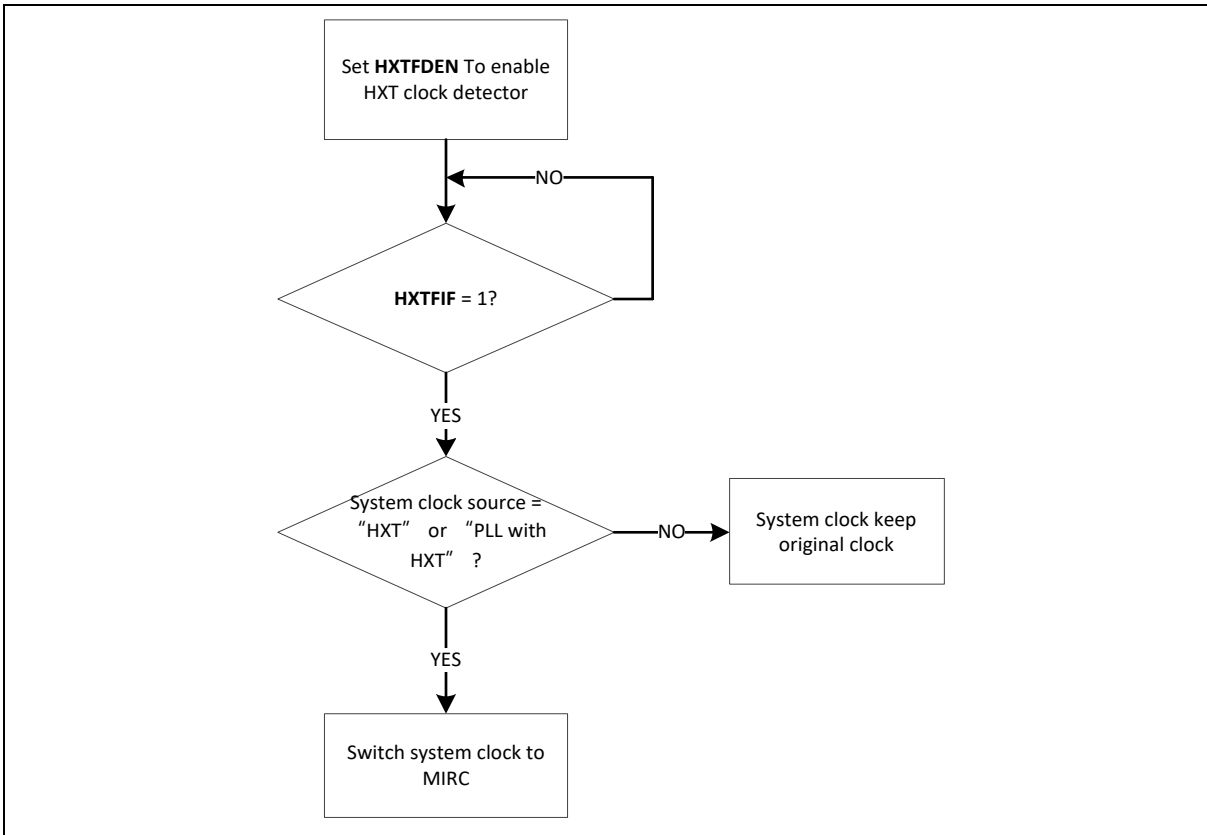 Set HXTFDEN To enable
HXT clock detector
NO
HXTFIF = 1?
YES
System clock source =
“HXT” or “PLL with
HXT” ?
NO
System clock keep
original clock
YES
Switch system clock to
MIRC